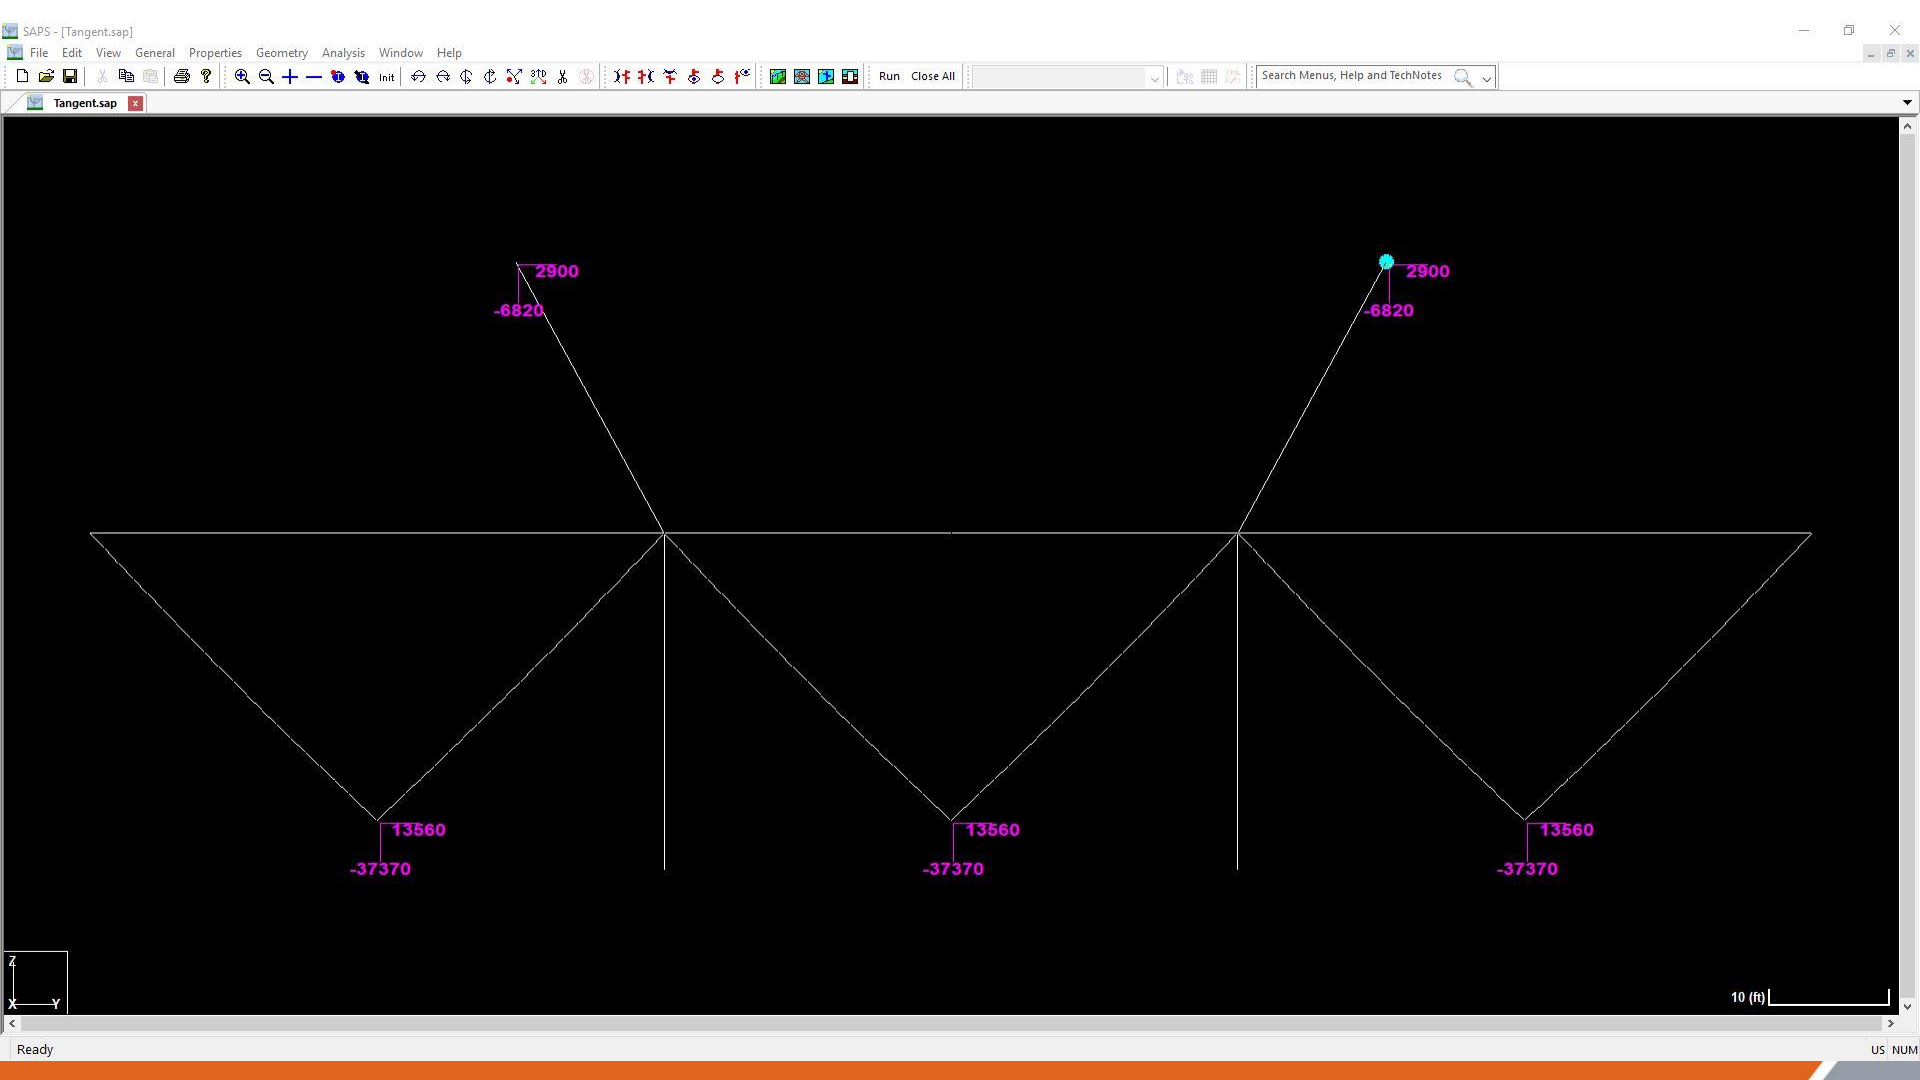 SAPS - [Tangent.sap]
File Edit View General Properties Geometry Analysis Window Help
Init 3TD Run Close All Search Menus, Help and TechNotes
Tangent.sap
2900 2900
-6820 -6820
13560 13560 13560
-37370 -37370 -37370
Z
X Y
10 (ft)
Ready US NUM